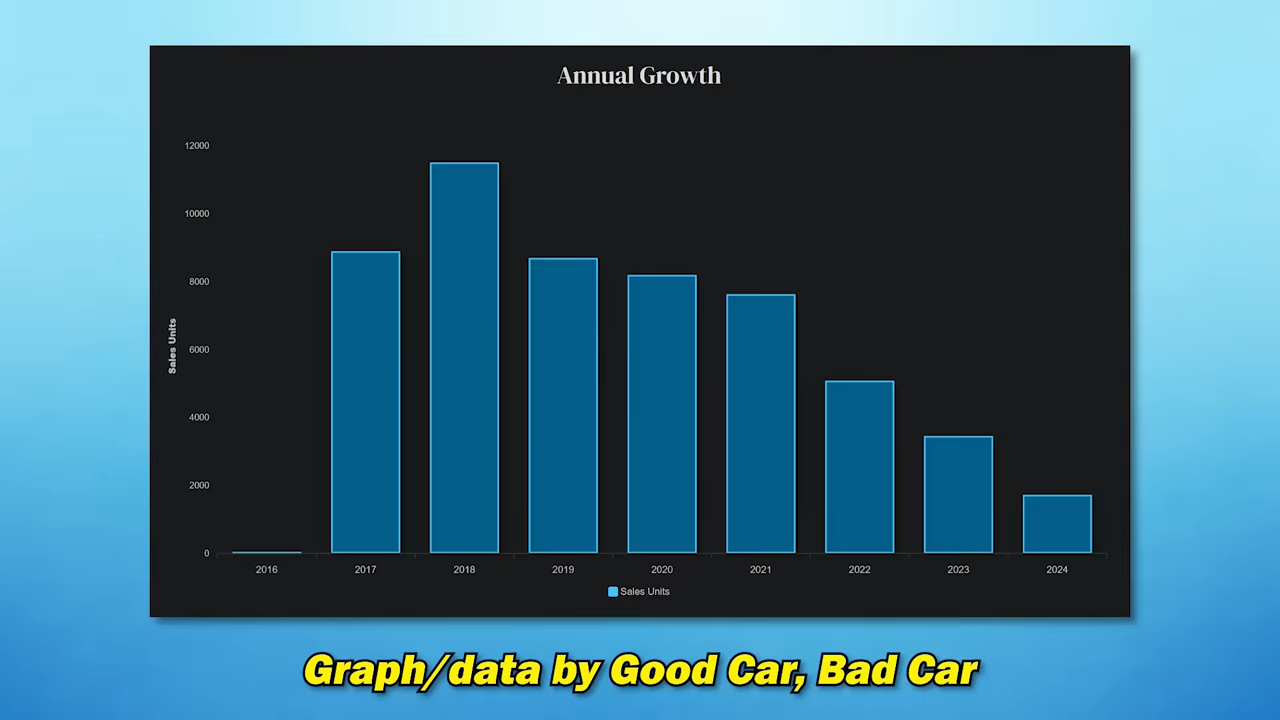 Annual Growth
12000
10000
8000
6000
4000
2000
0
Sales Units
2016 2017 2018 2019 2020 2021 2022 2023 2024
Sales Units
Graph/data by Good Car, Bad Car